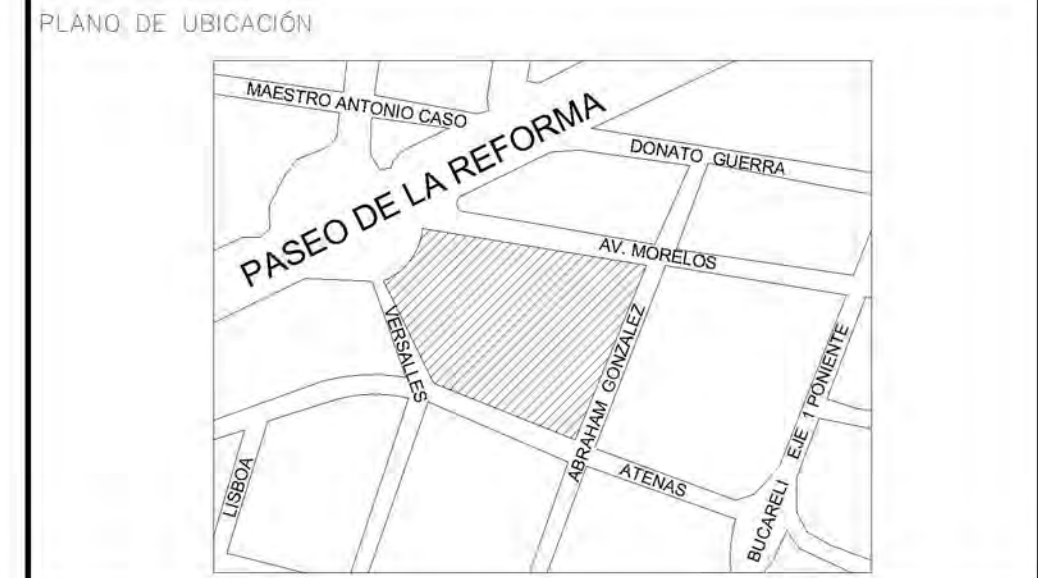 PLANO DE UBICACIÓN
MAESTRO ANTONIO CASO
PASEO DE LA REFORMA
DONATO GUERRA
AV. MORELOS
VERSALLES
ABRAHAM GONZALEZ
EJE 1 PONIENTE
BUCARELI
ATENAS
LISBOA